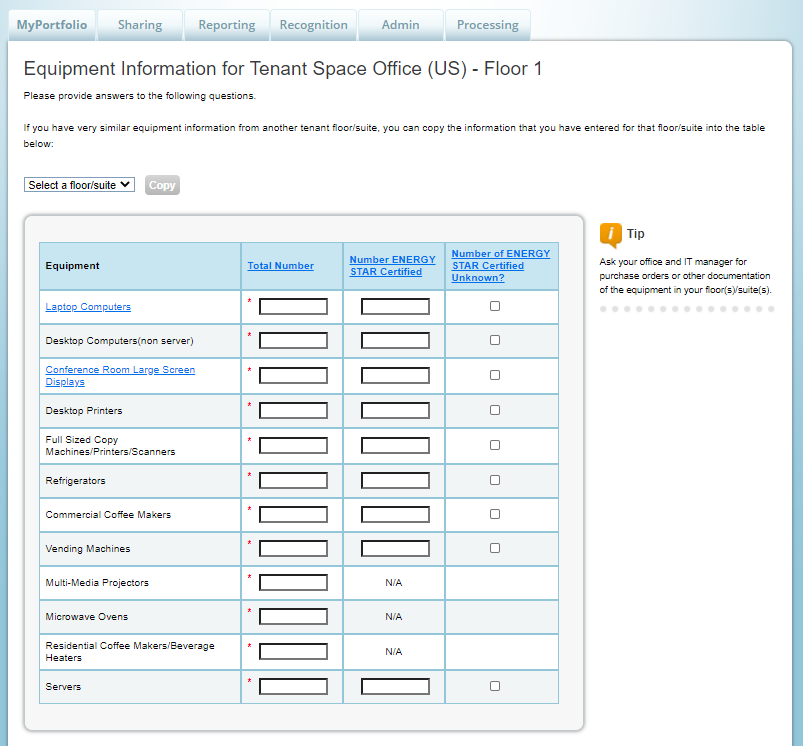 MyPortfolio Sharing Reporting Recognition Admin Processing
Equipment Information for Tenant Space Office (US) - Floor 1
Please provide answers to the following questions.
If you have very similar equipment information from another tenant floor/suite, you can copy the information that you have entered for that floor/suite into the table
below:
Select a floor/suite Copy
Equipment
Total Number
Number ENERGY
STAR Certified
Number of ENERGY
STAR Certified
Unknown?
Laptop Computers *
Desktop Computers(non server) *
Conference Room Large Screen
Displays *
Desktop Printers *
Full Sized Copy
Machines/Printers/Scanners *
Refrigerators *
Commercial Coffee Makers *
Vending Machines *
Multi-Media Projectors * N/A
Microwave Ovens * N/A
Residential Coffee Makers/Beverage
Heaters * N/A
Servers *
i Tip
Ask your office and IT manager for
purchase orders or other documentation
of the equipment in your floor(s)/suite(s).